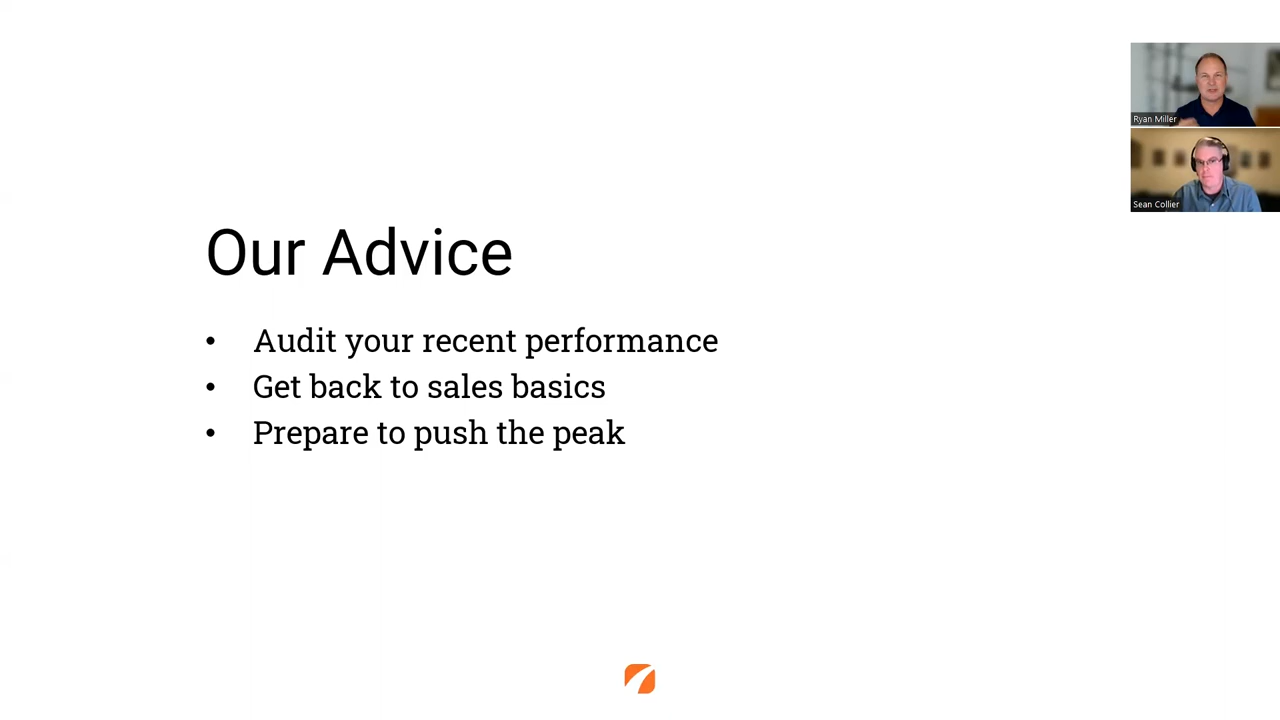 Ryan Miller
Sean Collier
Our Advice
• Audit your recent performance
• Get back to sales basics
• Prepare to push the peak